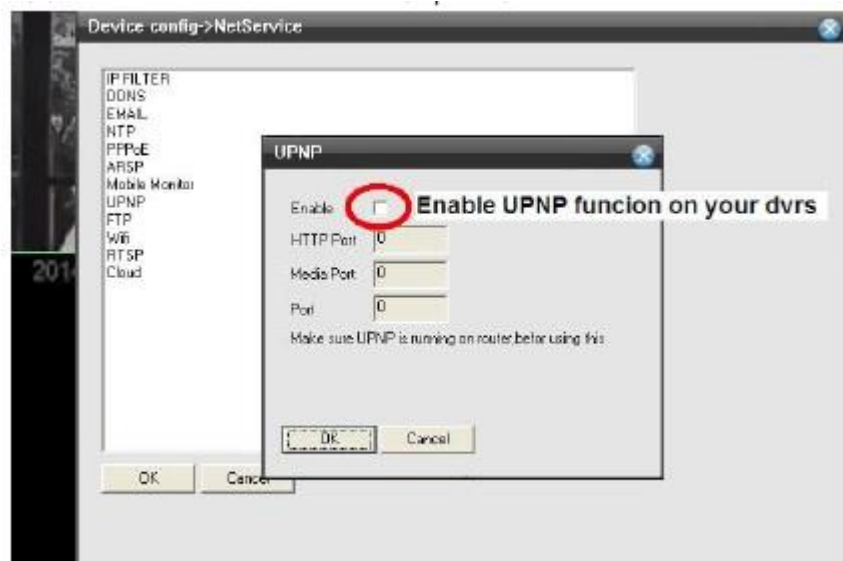 Device config->NetService
IP FILTER
DDNS
EMAIL
NTP
PPPoE
ARSP
Mobile Monitor
UPNP
FTP
Wifi
RTSP
Cloud
UPNP
Enable
Enable UPNP funcion on your dvrs
HTTP Port 0
Media Port 0
Port 0
Make sure UPNP is running on router,befor using this
OK Cancel
OK Cancel
201